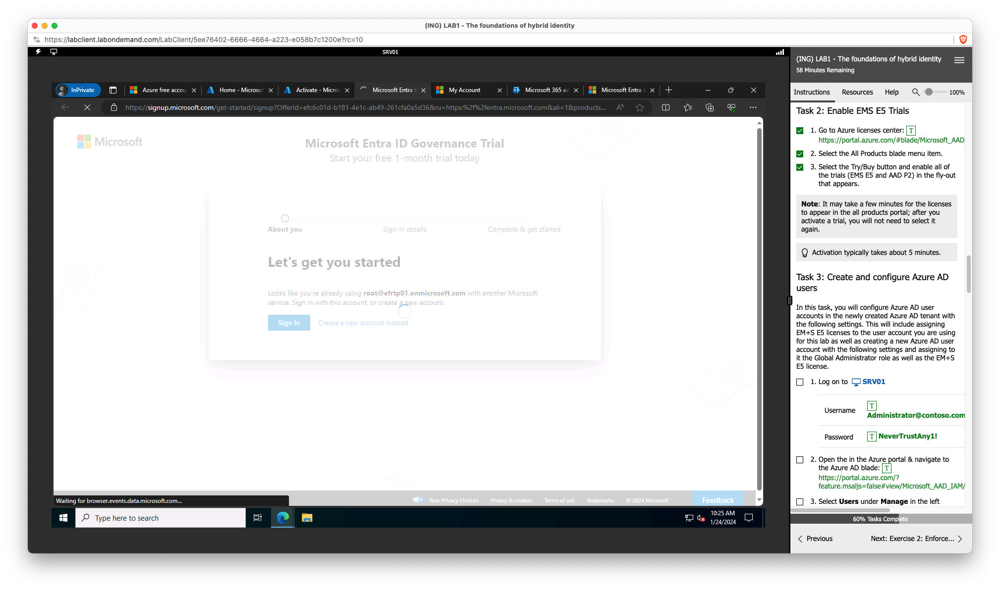 (ING) LAB1 - The foundations of hybrid identity
https://labclient.labondemand.com/LabClient/5ee76402-6666-4664-a223-e058b7c1200e?rc=10
SRV01
InPrivate
Azure free accou
Home - Microsof
Activate - Micros
Microsoft Entra I
My Account
Microsoft 365 ad
Microsoft Entra I
https://signup.microsoft.com/get-started/signup?OfferId=efc6c01d-b181-4e1c-ab49-261cfa0a5d36&ru=https:%2f%2fentra.microsoft.com&ali=1&products...
Microsoft
Microsoft Entra ID Governance Trial
Start your free 1-month trial today
About you
Sign-in details
Complete & get started
Let's get you started
Looks like you're already using root@efrtp01.onmicrosoft.com with another Microsoft
service. Sign in with this account, or create a new account.
Sign In
Create a new account instead
Waiting for browser.events.data.microsoft.com...
Your Privacy Choices
Privacy & cookies
Terms of use
Trademarks
© 2024 Microsoft
Feedback
Type here to search
10:25 AM
1/24/2024
(ING) LAB1 - The foundations of hybrid identity
58 Minutes Remaining
Instructions
Resources
Help
100%
Task 2: Enable EMS E5 Trials
1. Go to Azure licenses center: T
https://portal.azure.com/#blade/Microsoft_AAD_
2. Select the All Products blade menu item.
3. Select the Try/Buy button and enable all of
the trials (EMS E5 and AAD P2) in the fly-out
that appears.
Note: It may take a few minutes for the licenses
to appear in the all products portal; after you
activate a trial, you will not need to select it
again.
Activation typically takes about 5 minutes.
Task 3: Create and configure Azure AD
users
In this task, you will configure Azure AD user
accounts in the newly created Azure AD tenant with
the following settings. This will include assigning
EM+S E5 licenses to the user account you are using
for this lab as well as creating a new Azure AD user
account with the following settings and assigning to
it the Global Administrator role as well as the EM+S
E5 license.
1. Log on to SRV01
Username
T
Administrator@contoso.com
Password
T NeverTrustAny1!
2. Open the in the Azure portal & navigate to
the Azure AD blade: T
https://portal.azure.com/?
feature.msaljs=false#view/Microsoft_AAD_IAM/
3. Select Users under Manage in the left
60% Tasks Complete
Previous
Next: Exercise 2: Enforce...